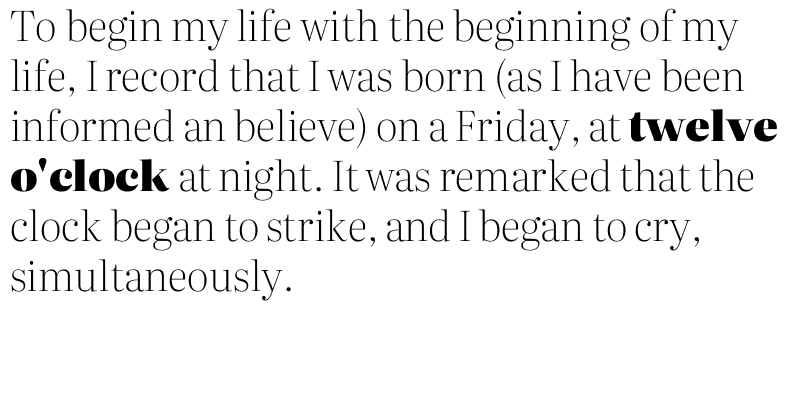 To begin my life with the beginning of my
life, I record that I was born (as I have been
informed an believe) on a Friday, at twelve
o'clock at night. It was remarked that the
clock began to strike, and I began to cry,
simultaneously.